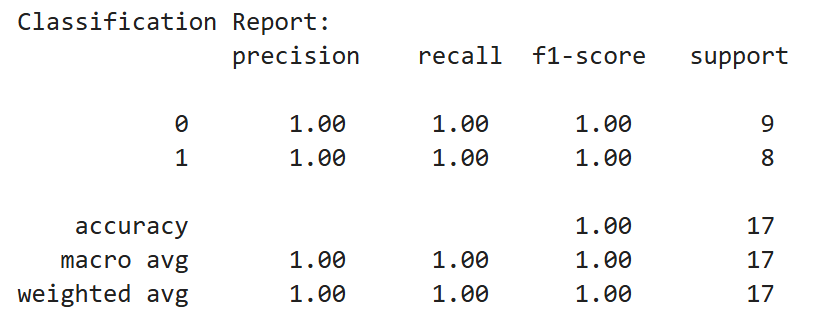 Classification Report:
precision recall f1-score support
0 1.00 1.00 1.00 9
1 1.00 1.00 1.00 8
accuracy 1.00 17
macro avg 1.00 1.00 1.00 17
weighted avg 1.00 1.00 1.00 17